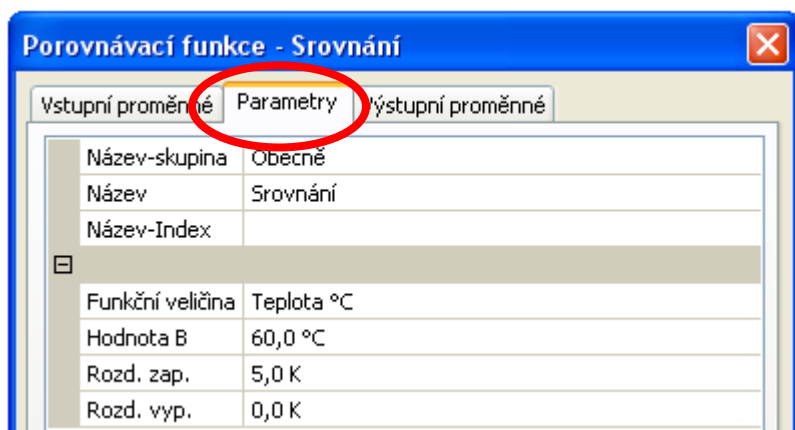 Porovnávací funkce - Srovnání
Vstupní proměnné Parametry Výstupní proměnné
Název-skupina Obecně
Název Srovnání
Název-Index
Funkční veličina Teplota °C
Hodnota B 60,0 °C
Rozd. zap. 5,0 K
Rozd. vyp. 0,0 K